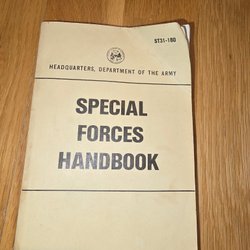 ST31-180
HEADQUARTERS, DEPARTMENT OF THE ARMY
SPECIAL
FORCES
HANDBOOK